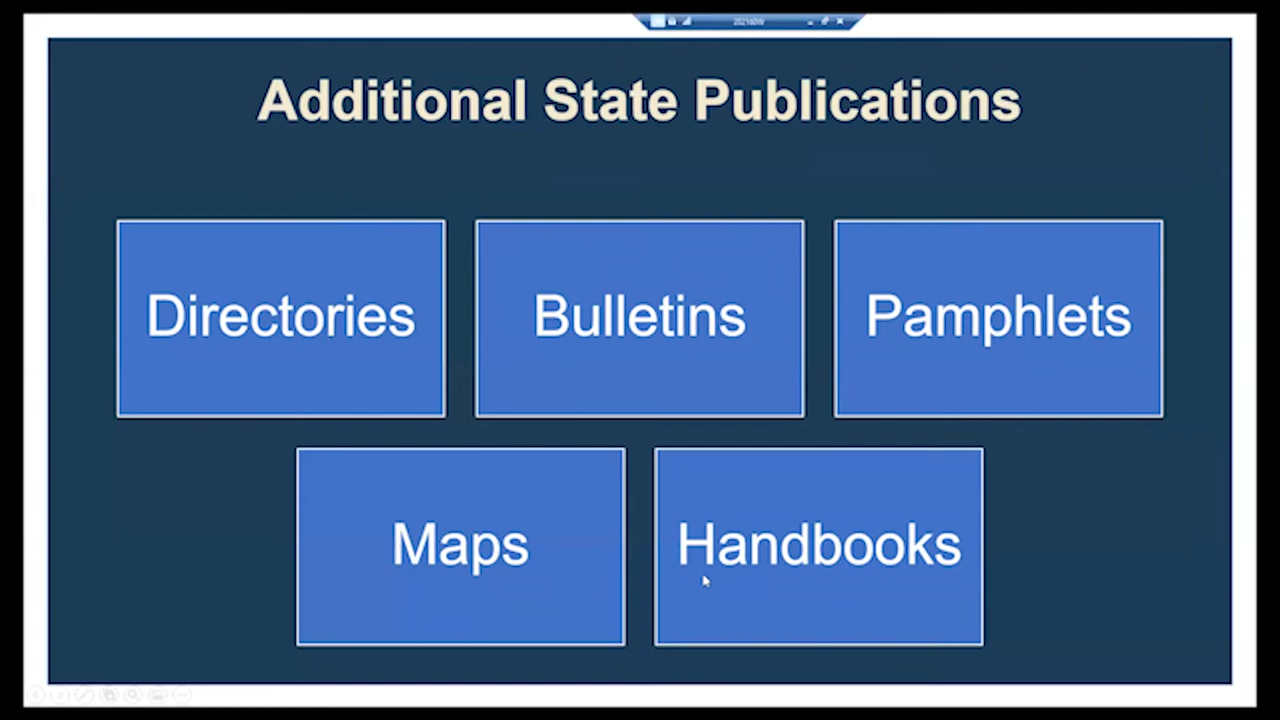 Additional State Publications
Directories
Bulletins
Pamphlets
Maps
Handbooks